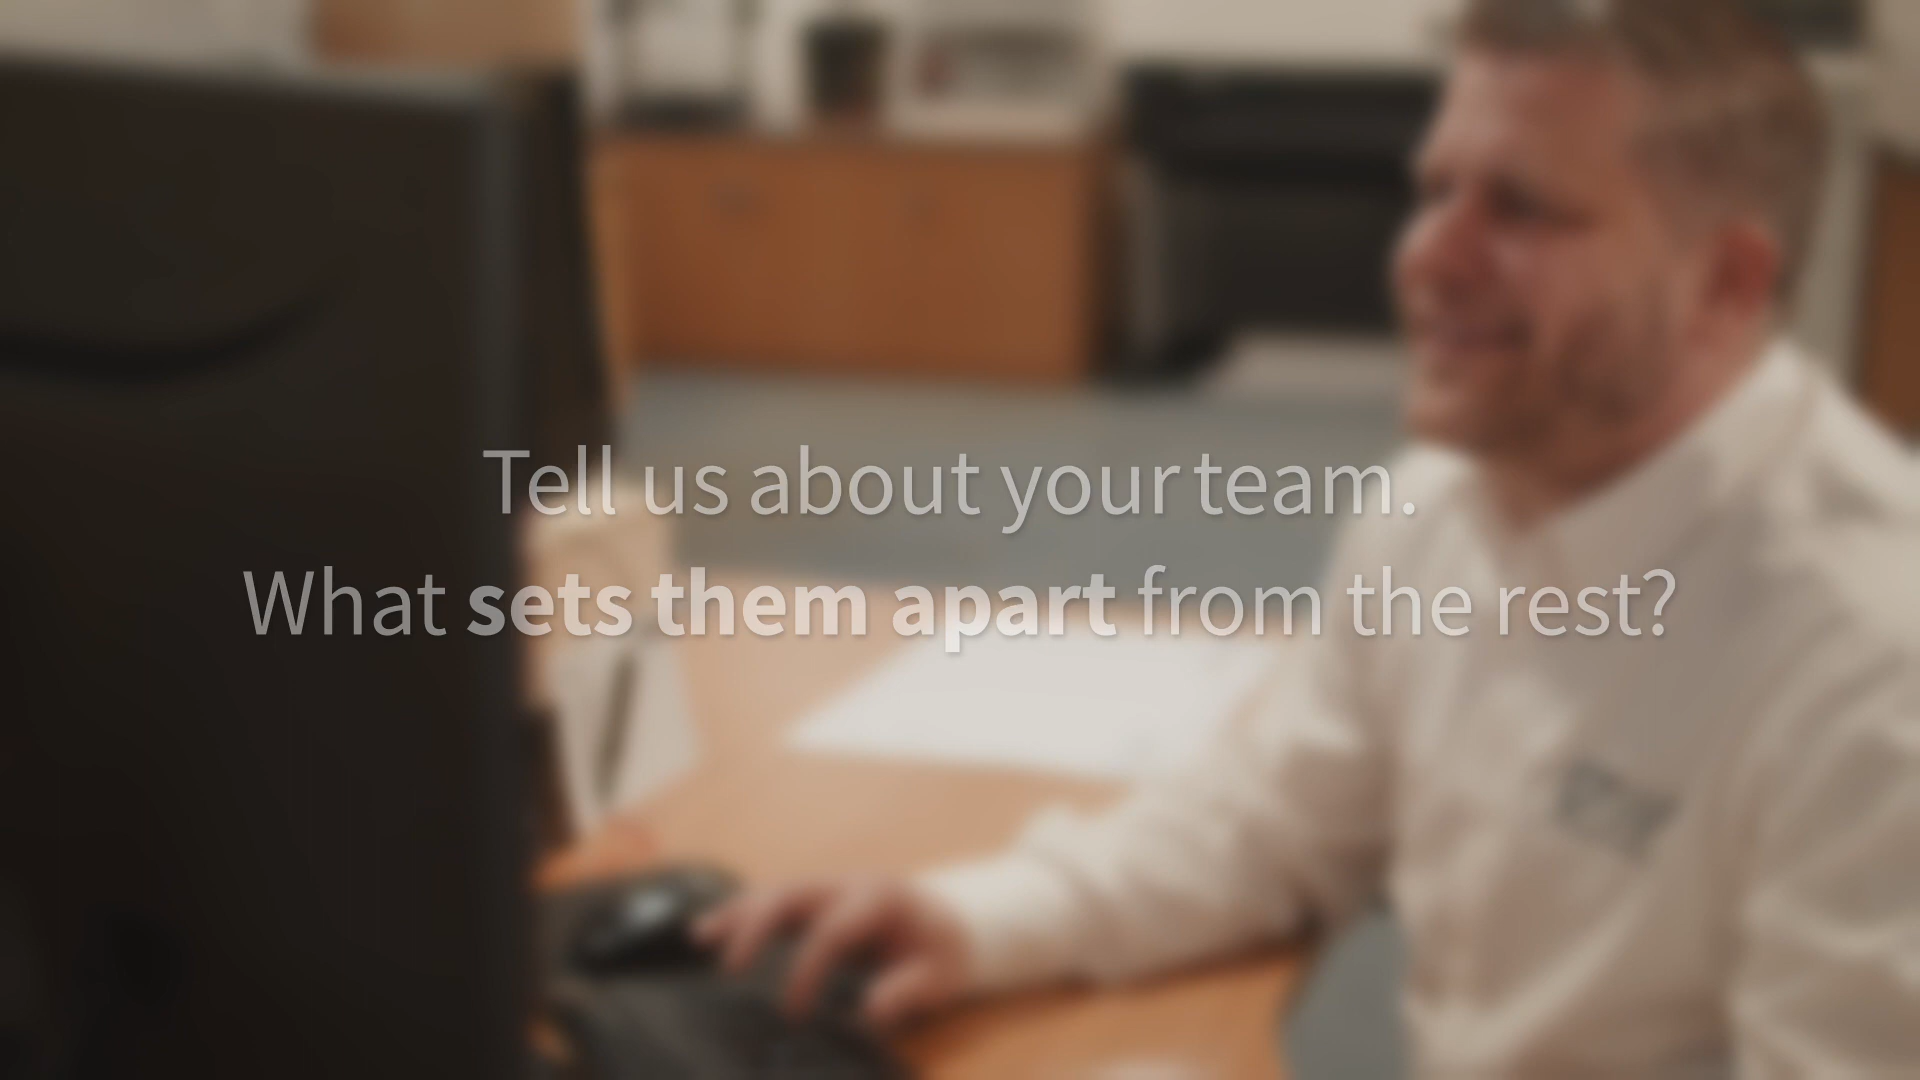 Tell us about your team.
What sets them apart from the rest?